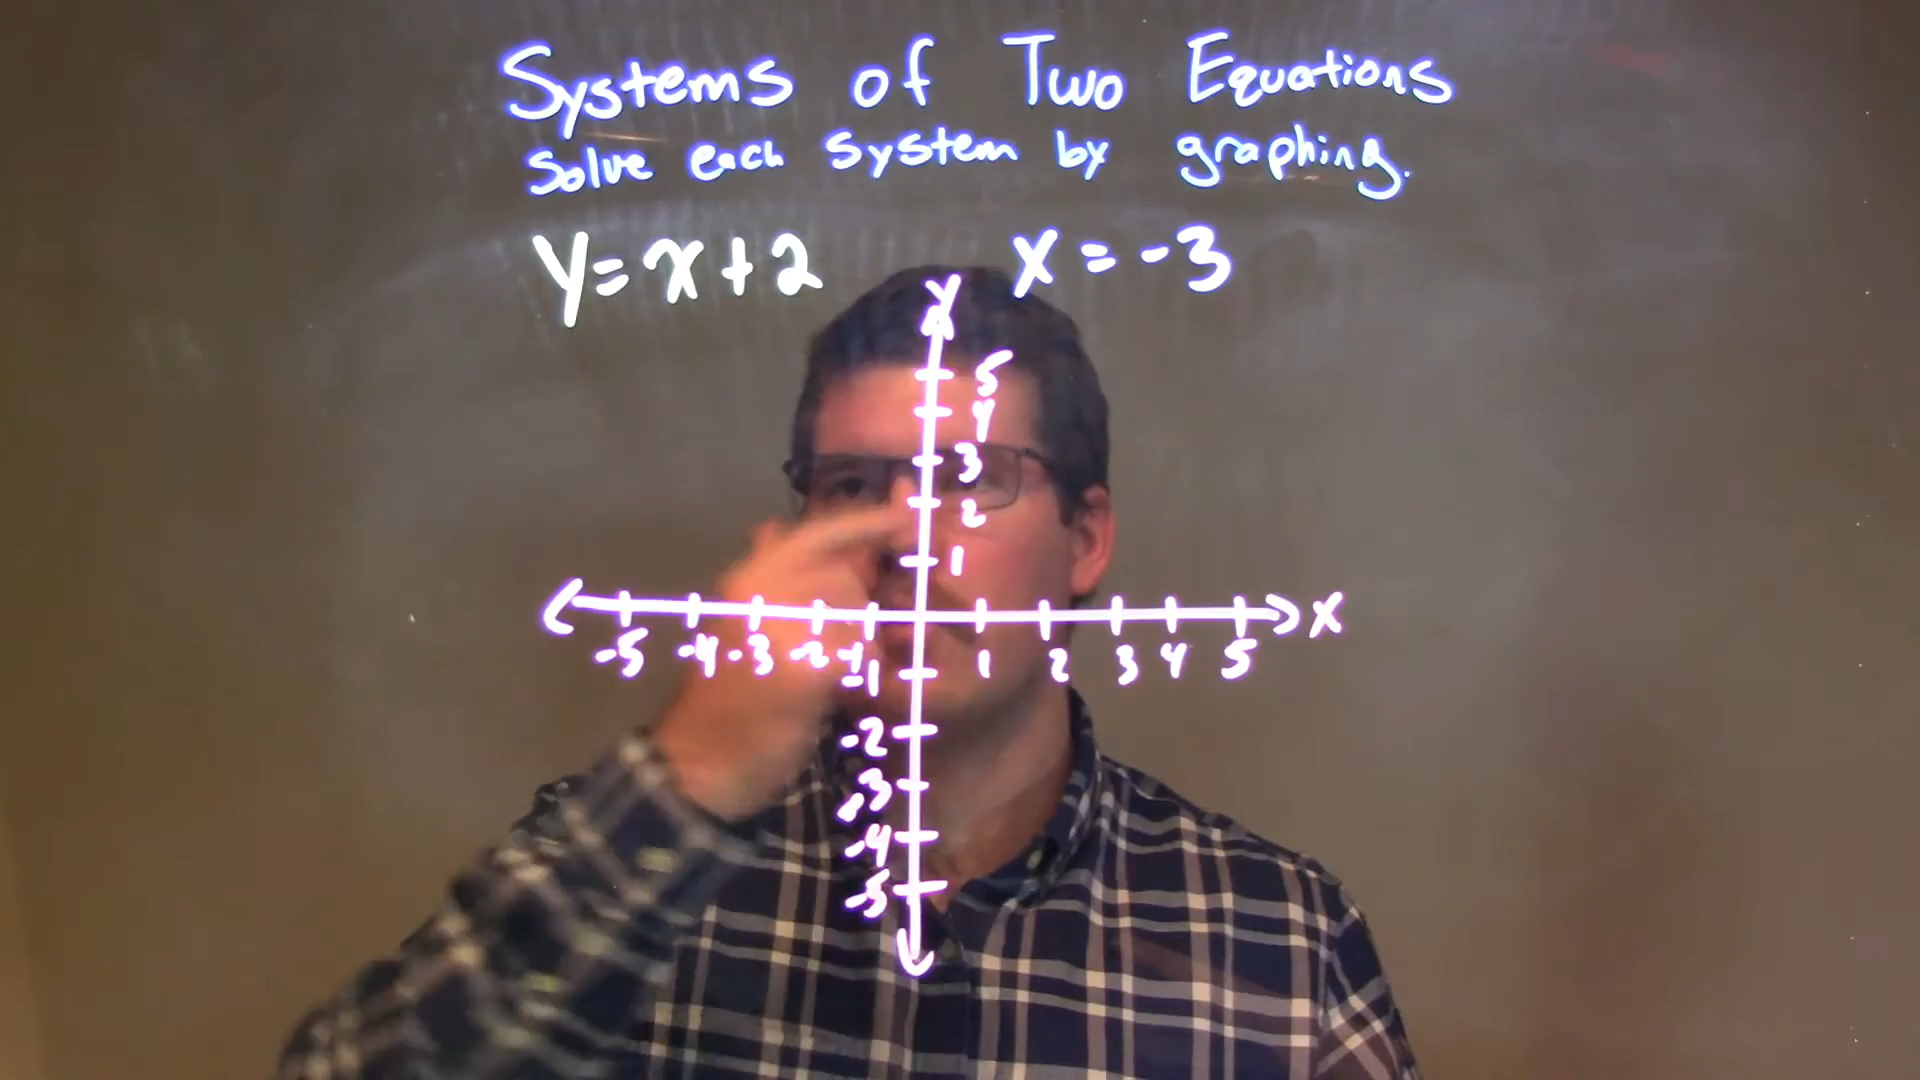 Systems of Two Equations
Solve each system by graphing.
y=x+2 x=-3
y
5
4
3
2
1
x
-5 -4 -3 -2 -1 1 2 3 4 5
-1
-2
-3
-4
-5